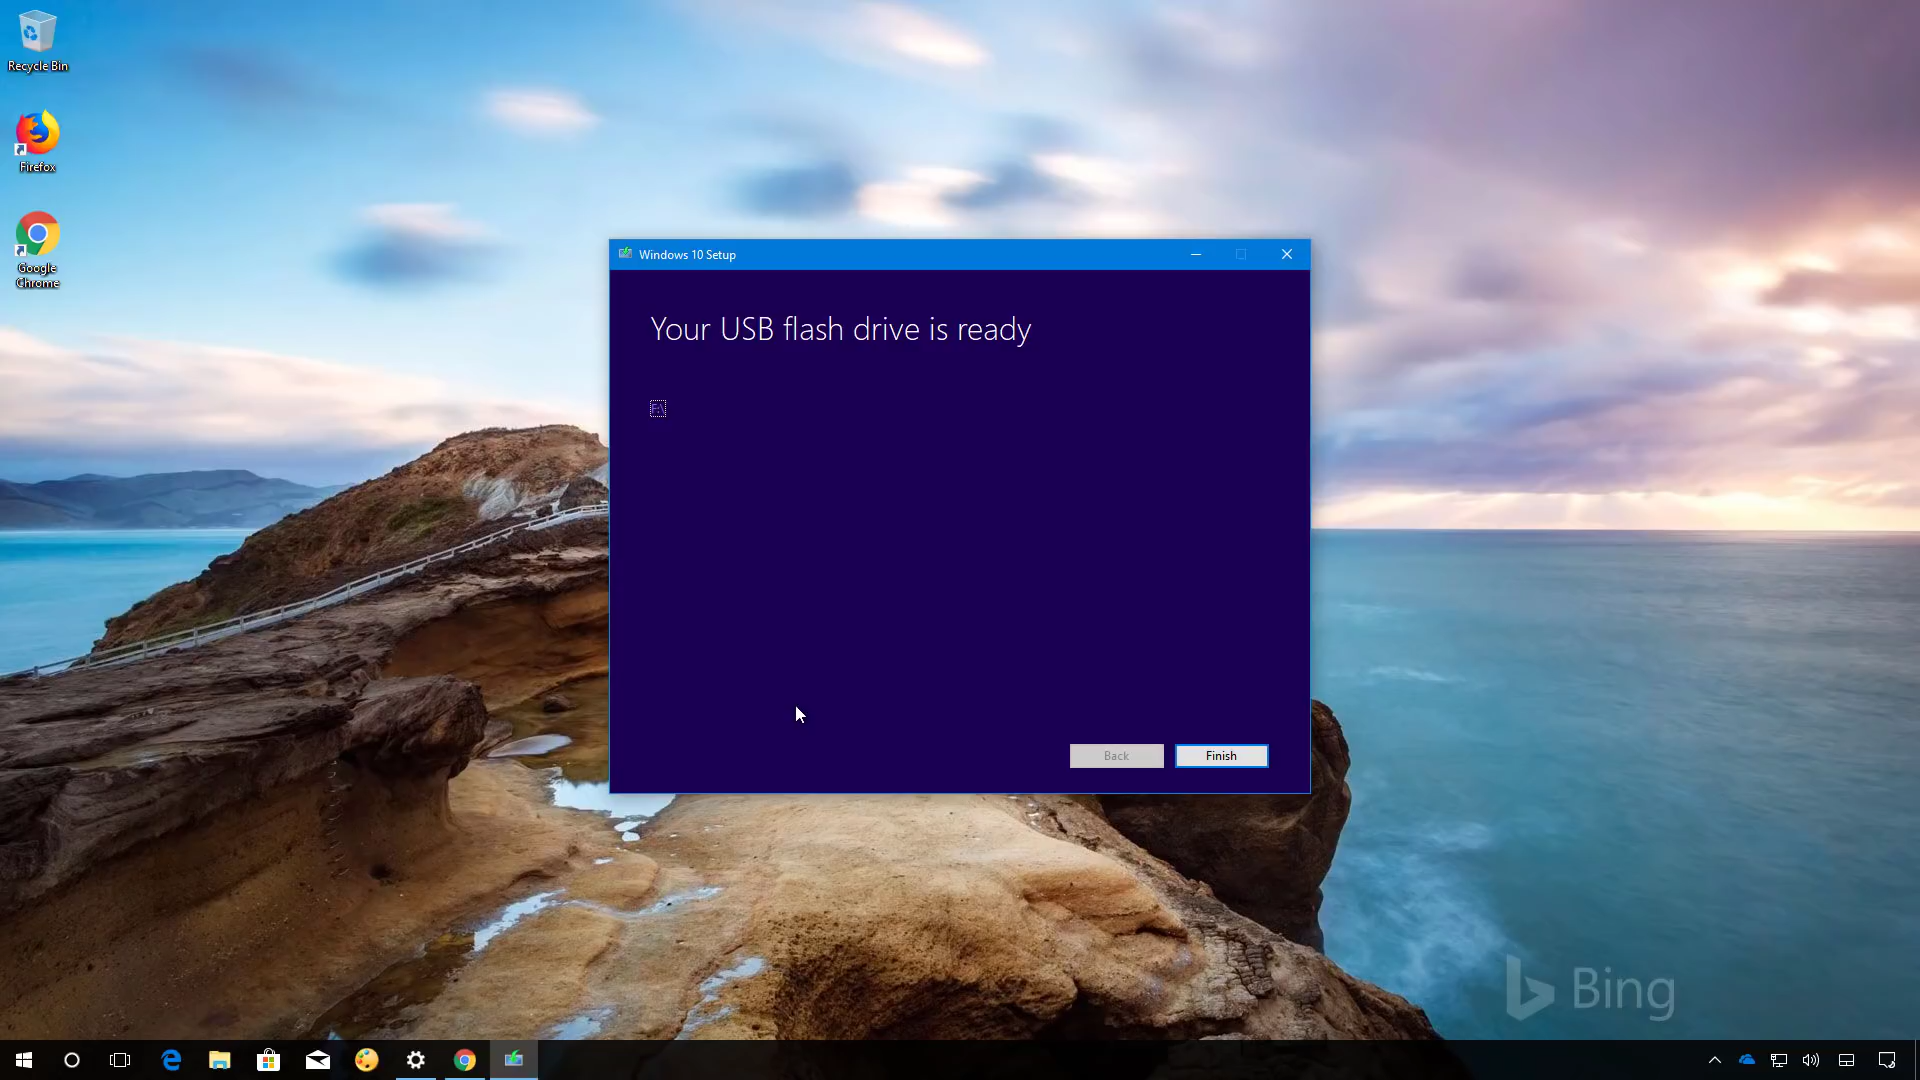 Recycle Bin
Firefox
Google
Chrome
Windows 10 Setup
Your USB flash drive is ready
Back
Finish
Bing